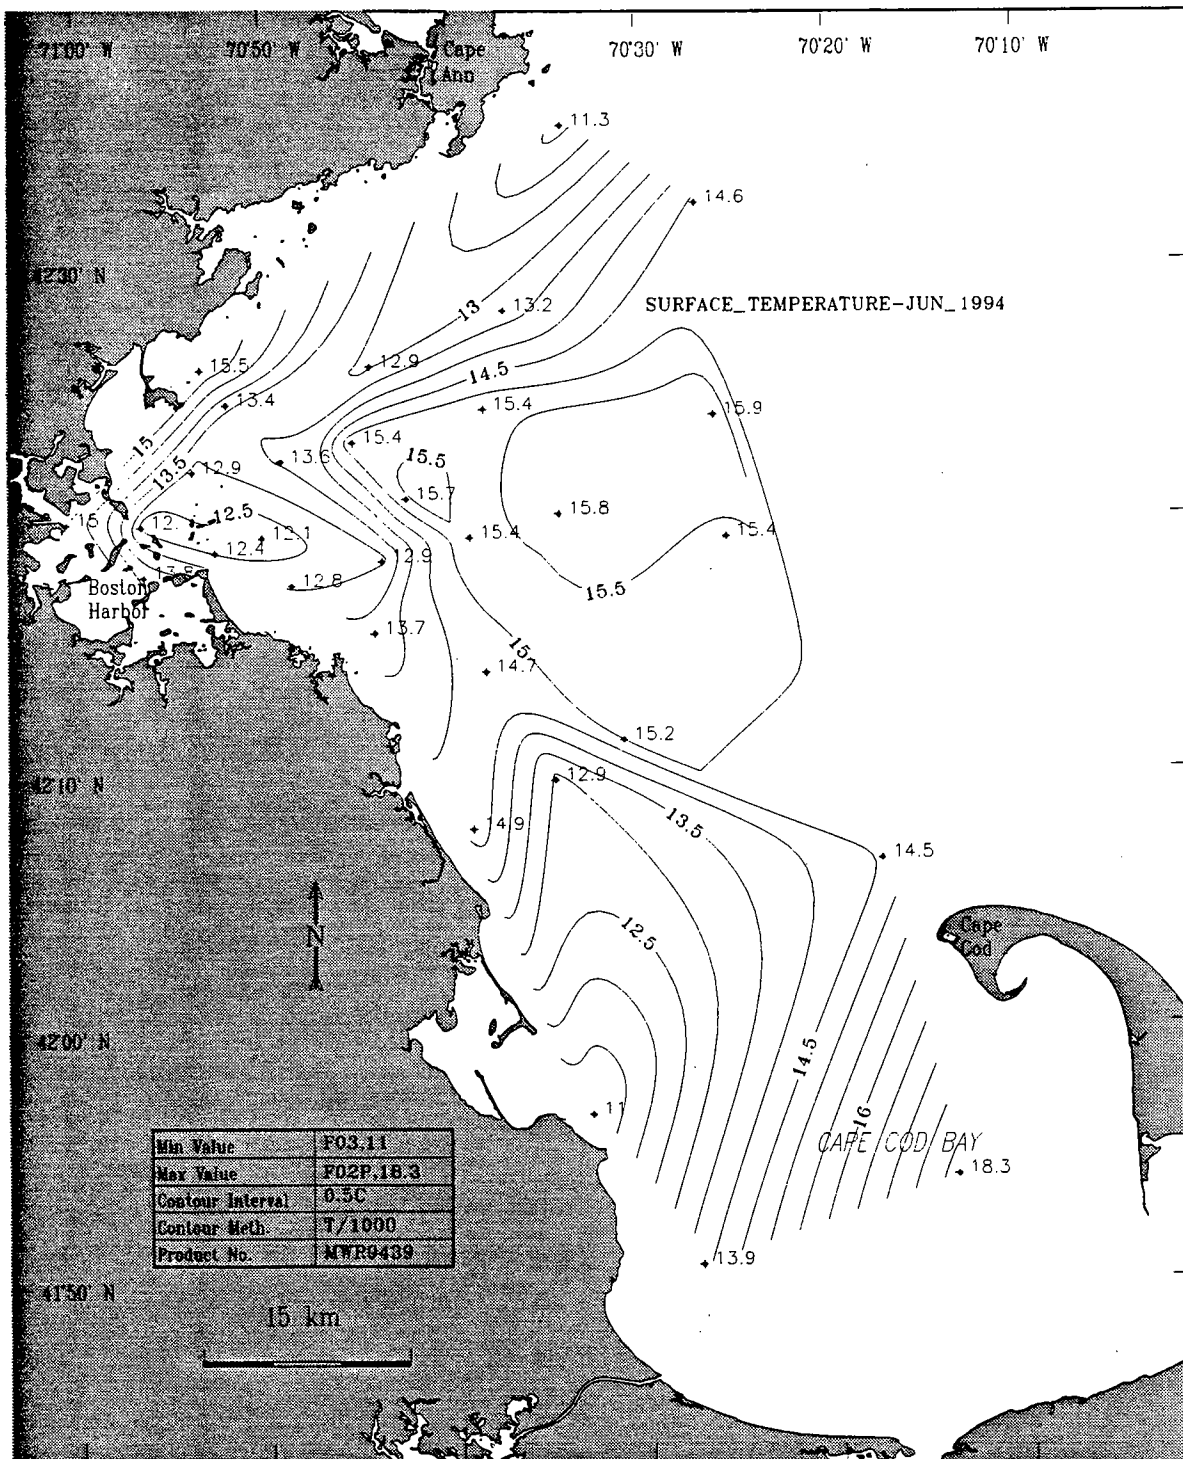 71°00' W 70°50' W 70°30' W 70°20' W 70°10' W
Cape
Ann
11.3
14.6
42°30' N
13
13.2
SURFACE_TEMPERATURE-JUN_1994
15.5
12.9
14.5
13.4
15.4
15.9
15
15.4
13.6
15.5
13.5
12.9
15.7
15.8
15
12.
12.5
12.1
15.4
15.4
12.4
12.9
13.8
12.8
15.5
Boston
Harbor
13.7
15
14.7
15.2
42°10' N
12.9
13.5
14.9
14.5
N
12.5
Cape
Cod
42°00' N
14.5
11
16
CAPE COD BAY
18.3
Min Value F03,11
Max Value F02P,18.3
Contour Interval 0.5C
Contour Meth. T/1000
Product No. MWR9439
13.9
41°50' N
15 km